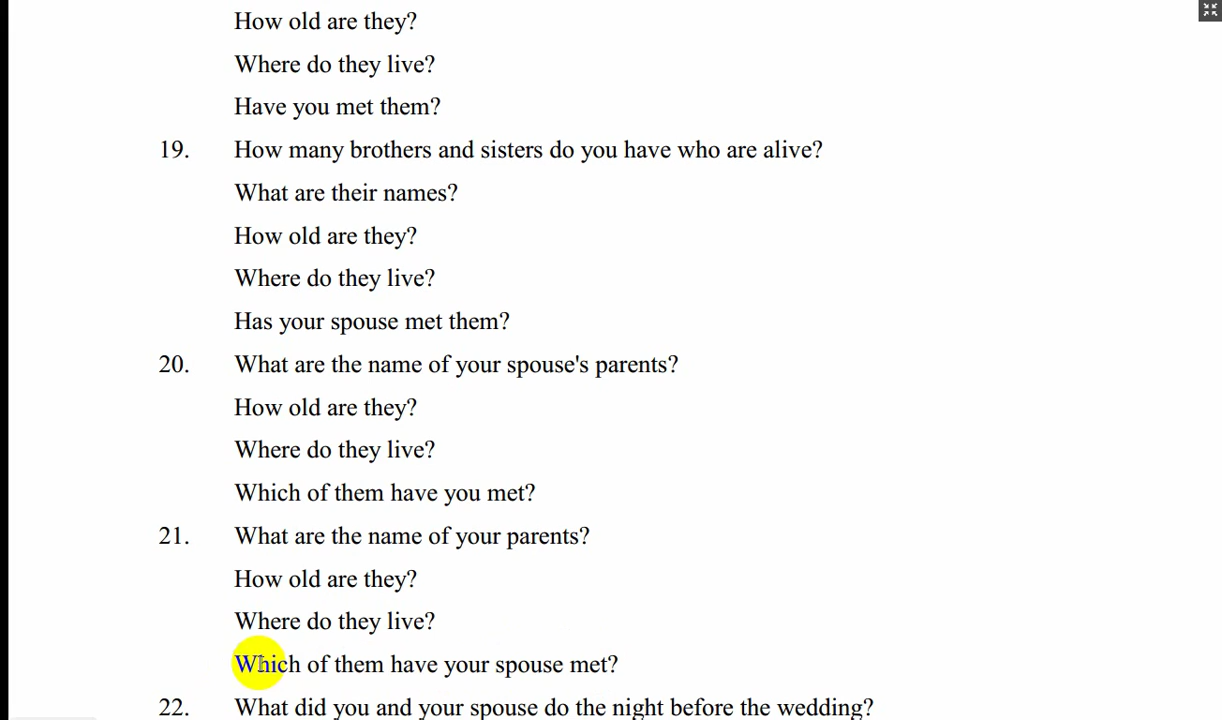 How old are they?
Where do they live?
Have you met them?
19. How many brothers and sisters do you have who are alive?
What are their names?
How old are they?
Where do they live?
Has your spouse met them?
20. What are the name of your spouse's parents?
How old are they?
Where do they live?
Which of them have you met?
21. What are the name of your parents?
How old are they?
Where do they live?
Which of them have your spouse met?
22. What did you and your spouse do the night before the wedding?